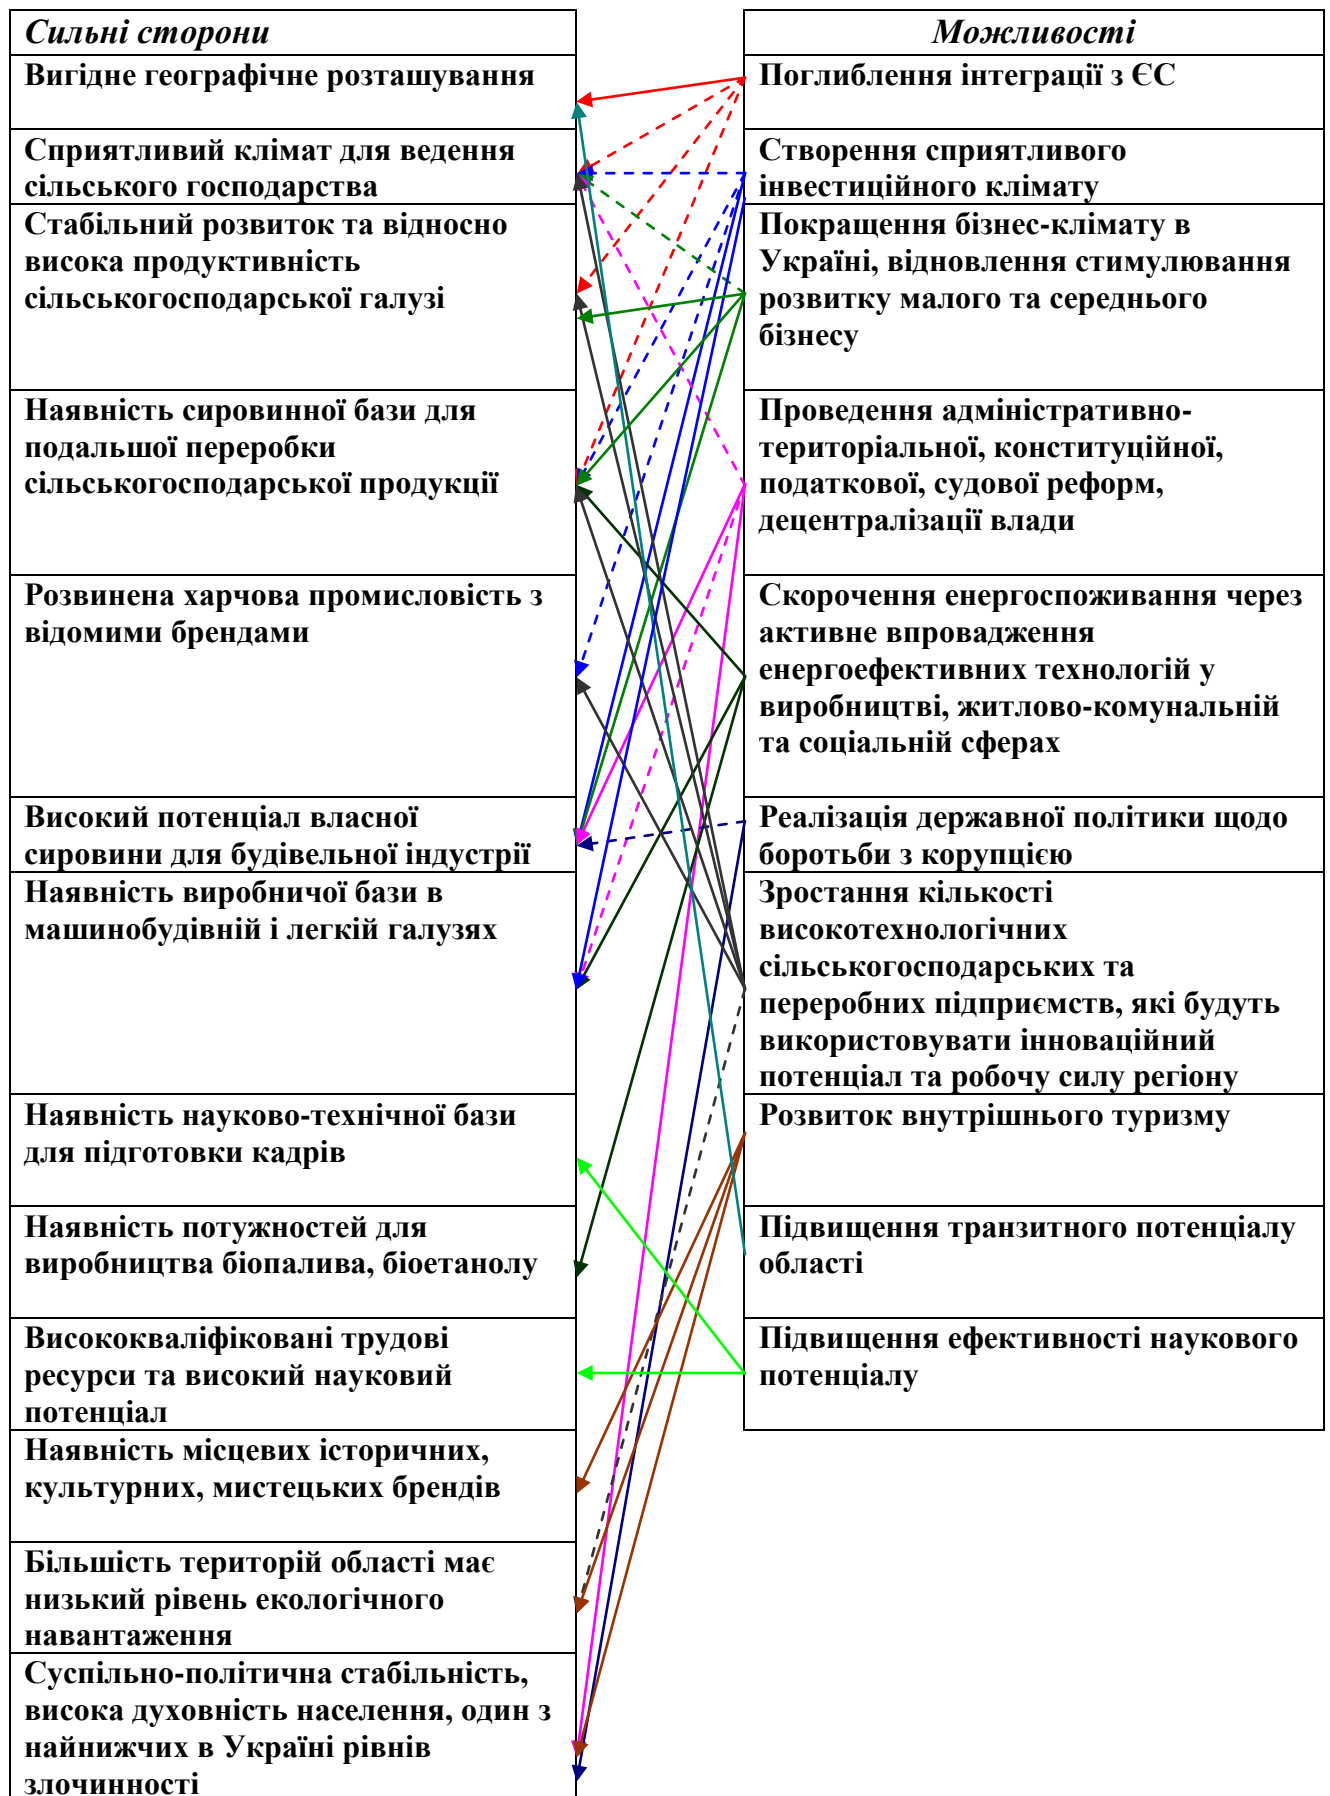 Сильні сторони
Вигідне географічне розташування
Сприятливий клімат для ведення
сільського господарства
Стабільний розвиток та відносно
висока продуктивність
сільськогосподарської галузі
Наявність сировинної бази для
подальшої переробки
сільськогосподарської продукції
Розвинена харчова промисловість з
відомими брендами
Високий потенціал власної
сировини для будівельної індустрії
Наявність виробничої бази в
машинобудівній і легкій галузях
Наявність науково-технічної бази
для підготовки кадрів
Наявність потужностей для
виробництва біопалива, біоетанолу
Висококваліфіковані трудові
ресурси та високий науковий
потенціал
Наявність місцевих історичних,
культурних, мистецьких брендів
Більшість територій області має
низький рівень екологічного
навантаження
Суспільно-політична стабільність,
висока духовність населення, один з
найнижчих в Україні рівнів
злочинності
Можливості
Поглиблення інтеграції з ЄС
Створення сприятливого
інвестиційного клімату
Покращення бізнес-клімату в
Україні, відновлення стимулювання
розвитку малого та середнього
бізнесу
Проведення адміністративно-
територіальної, конституційної,
податкової, судової реформ,
децентралізації влади
Скорочення енергоспоживання через
активне впровадження
енергоефективних технологій у
виробництві, житлово-комунальній
та соціальній сферах
Реалізація державної політики щодо
боротьби з корупцією
Зростання кількості
високотехнологічних
сільськогосподарських та
переробних підприємств, які будуть
використовувати інноваційний
потенціал та робочу силу регіону
Розвиток внутрішнього туризму
Підвищення транзитного потенціалу
області
Підвищення ефективності наукового
потенціалу